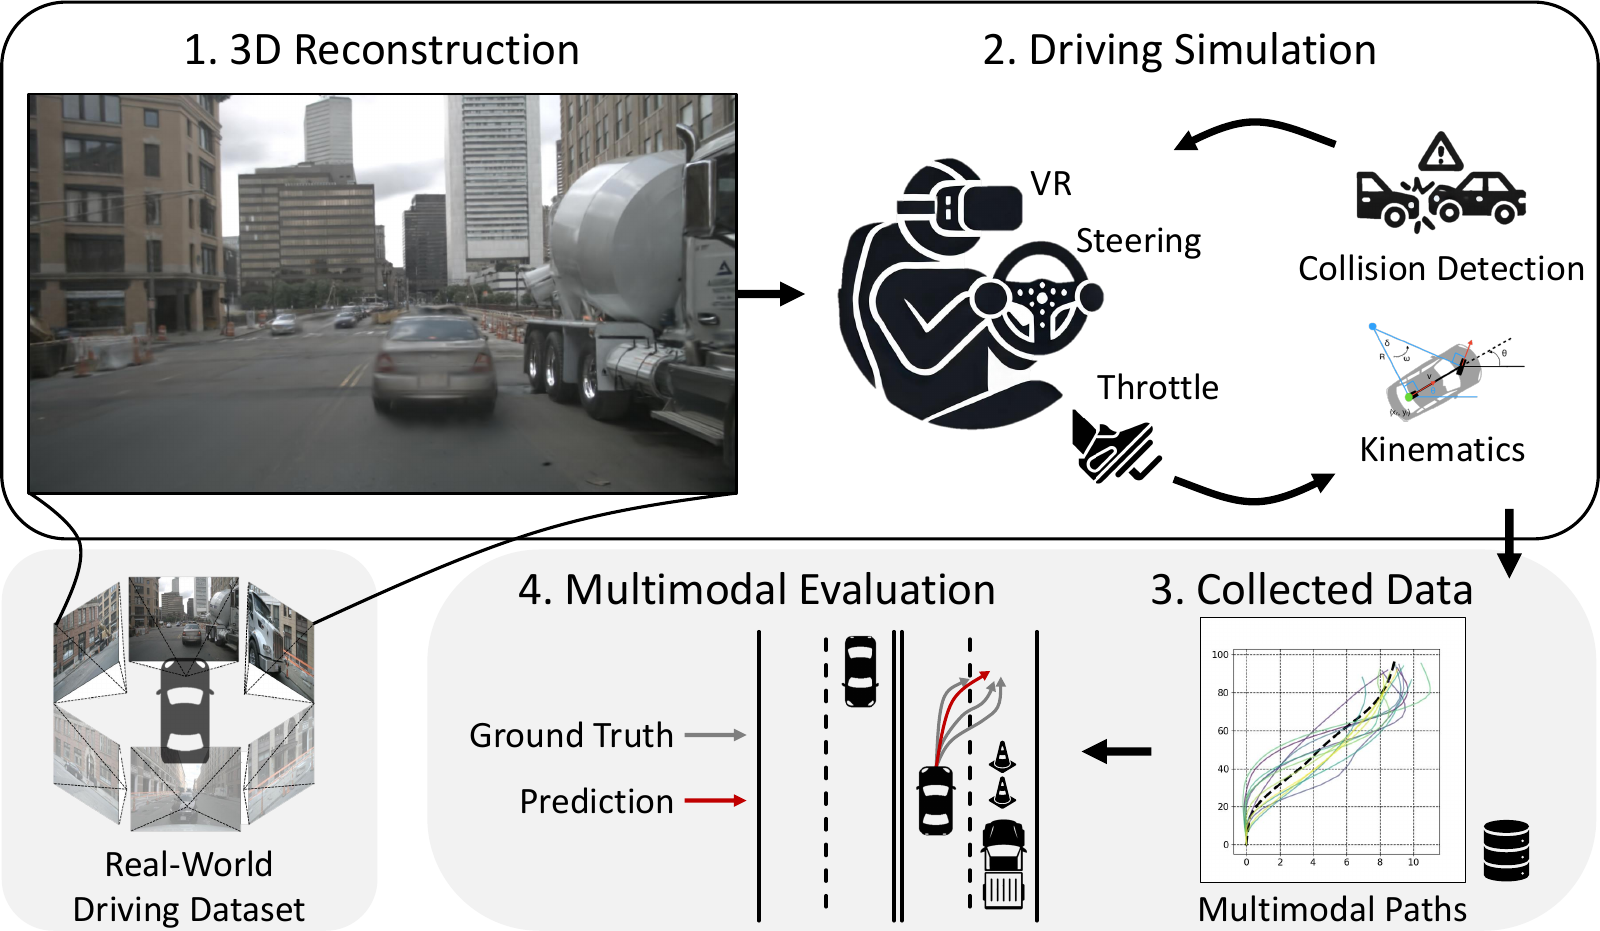 1. 3D Reconstruction
2. Driving Simulation
VR
Steering
Throttle
Collision Detection
δ
R
ω
v
θ
Kinematics
Real-World
Driving Dataset
4. Multimodal Evaluation
Ground Truth
Prediction
3. Collected Data
100
80
60
40
20
0
0 2 4 6 8 10
Multimodal Paths